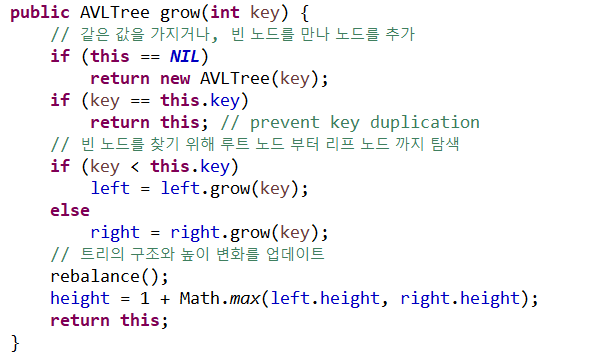 public AVLTree grow(int key) {
    // 같은 값을 가지거나, 빈 노드를 만나 노드를 추가
    if (this == NIL)
        return new AVLTree(key);
    if (key == this.key)
        return this; // prevent key duplication
    // 빈 노드를 찾기 위해 루트 노드 부터 리프 노드 까지 탐색
    if (key < this.key)
        left = left.grow(key);
    else
        right = right.grow(key);
    // 트리의 구조와 높이 변화를 업데이트
    rebalance();
    height = 1 + Math.max(left.height, right.height);
    return this;
}